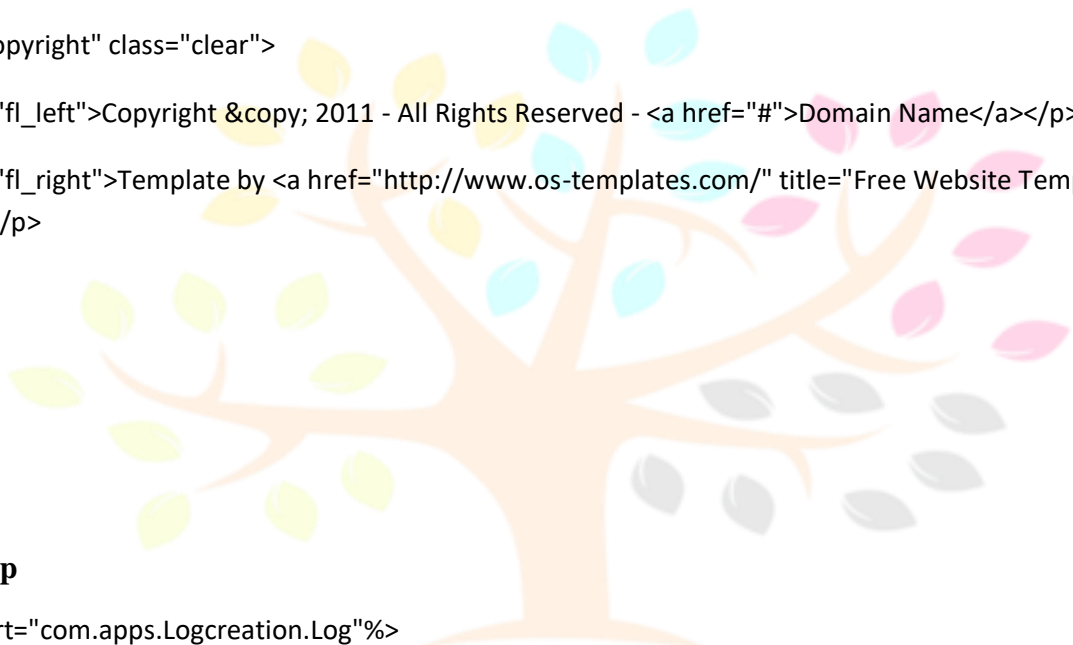 opyright" class="clear">
"fl_left">Copyright &copy; 2011 - All Rights Reserved - <a href="#">Domain Name</a></p>
"fl_right">Template by <a href="http://www.os-templates.com/" title="Free Website Temp
/p>
p
rt="com.apps.Logcreation.Log"%>